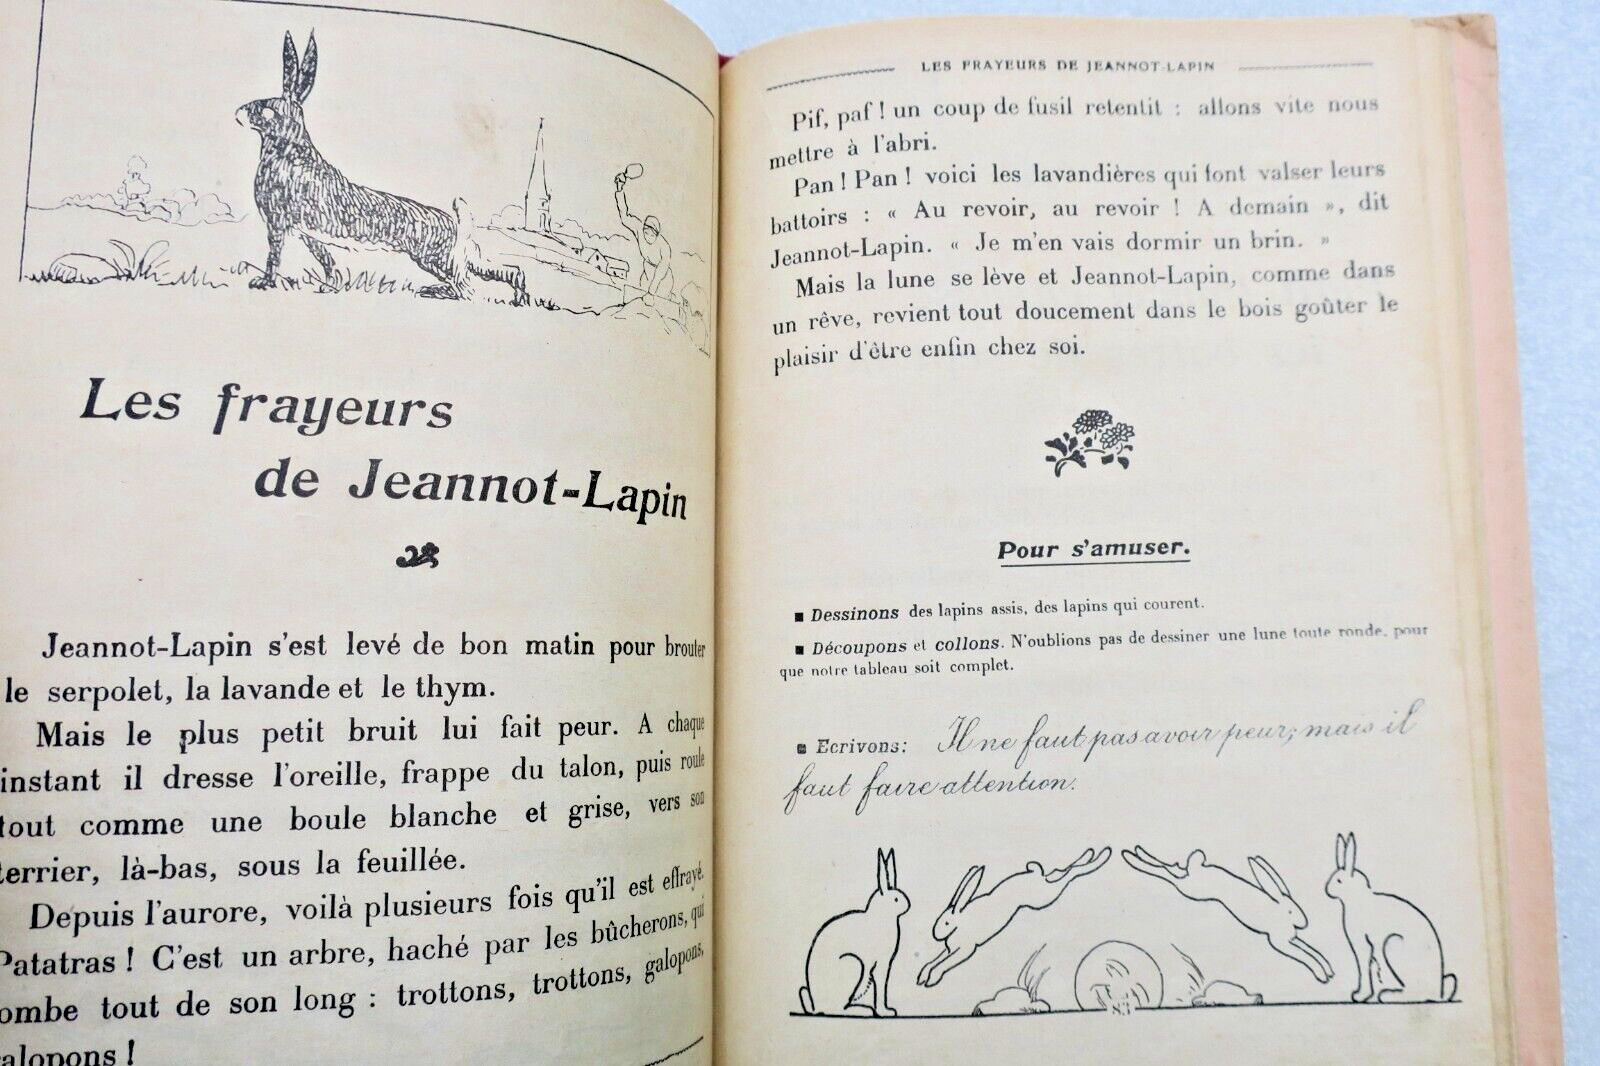 Les frayeurs
de Jeannot-Lapin
Jeannot-Lapin s'est levé de bon matin pour brouter
le serpolet, la lavande et le thym.
Mais le plus petit bruit lui fait peur. A chaque
instant il dresse l'oreille, frappe du talon, puis roule
tout comme une boule blanche et grise, vers son
terrier, là-bas, sous la feuillée.
Depuis l'aurore, voilà plusieurs fois qu'il est effrayé.
Patatras ! C'est un arbre, haché par les bûcherons, qui
ombe tout de son long : trottons, trottons, galopons,
alopons !
LES FRAYEURS DE JEANNOT-LAPIN
Pif, paf ! un coup de fusil retentit : allons vite nous
mettre à l'abri.
Pan ! Pan ! voici les lavandières qui font valser leurs
battoirs : « Au revoir, au revoir ! A demain », dit
Jeannot-Lapin. « Je m'en vais dormir un brin. »
Mais la lune se lève et Jeannot-Lapin, comme dans
un rêve, revient tout doucement dans le bois goûter le
plaisir d'être enfin chez soi.
Pour s'amuser.
■ Dessinons des lapins assis, des lapins qui courent.
■ Découpons et collons. N'oublions pas de dessiner une lune toute ronde, pour
que notre tableau soit complet.
■ Ecrivons: Il ne faut pas avoir peur; mais il
faut faire attention.
83